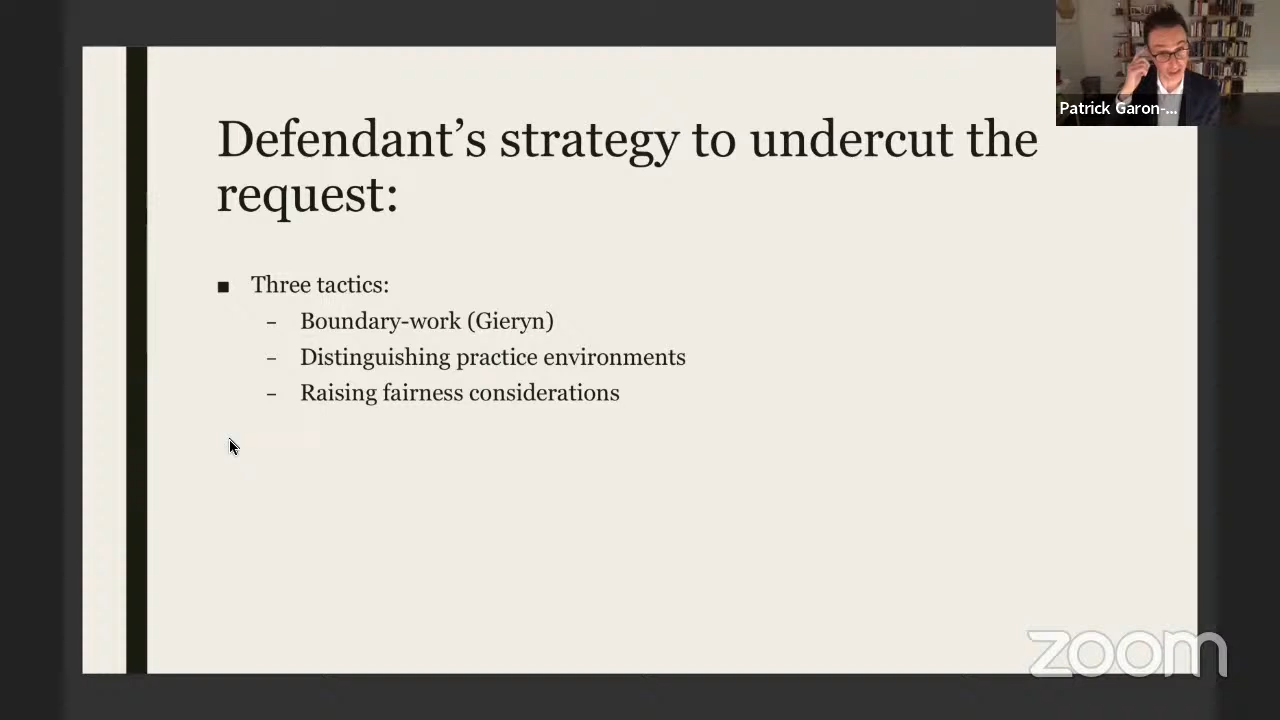 Defendant’s strategy to undercut the
request:
■ Three tactics:
– Boundary-work (Gieryn)
– Distinguishing practice environments
– Raising fairness considerations
Patrick Garon-...
zoom